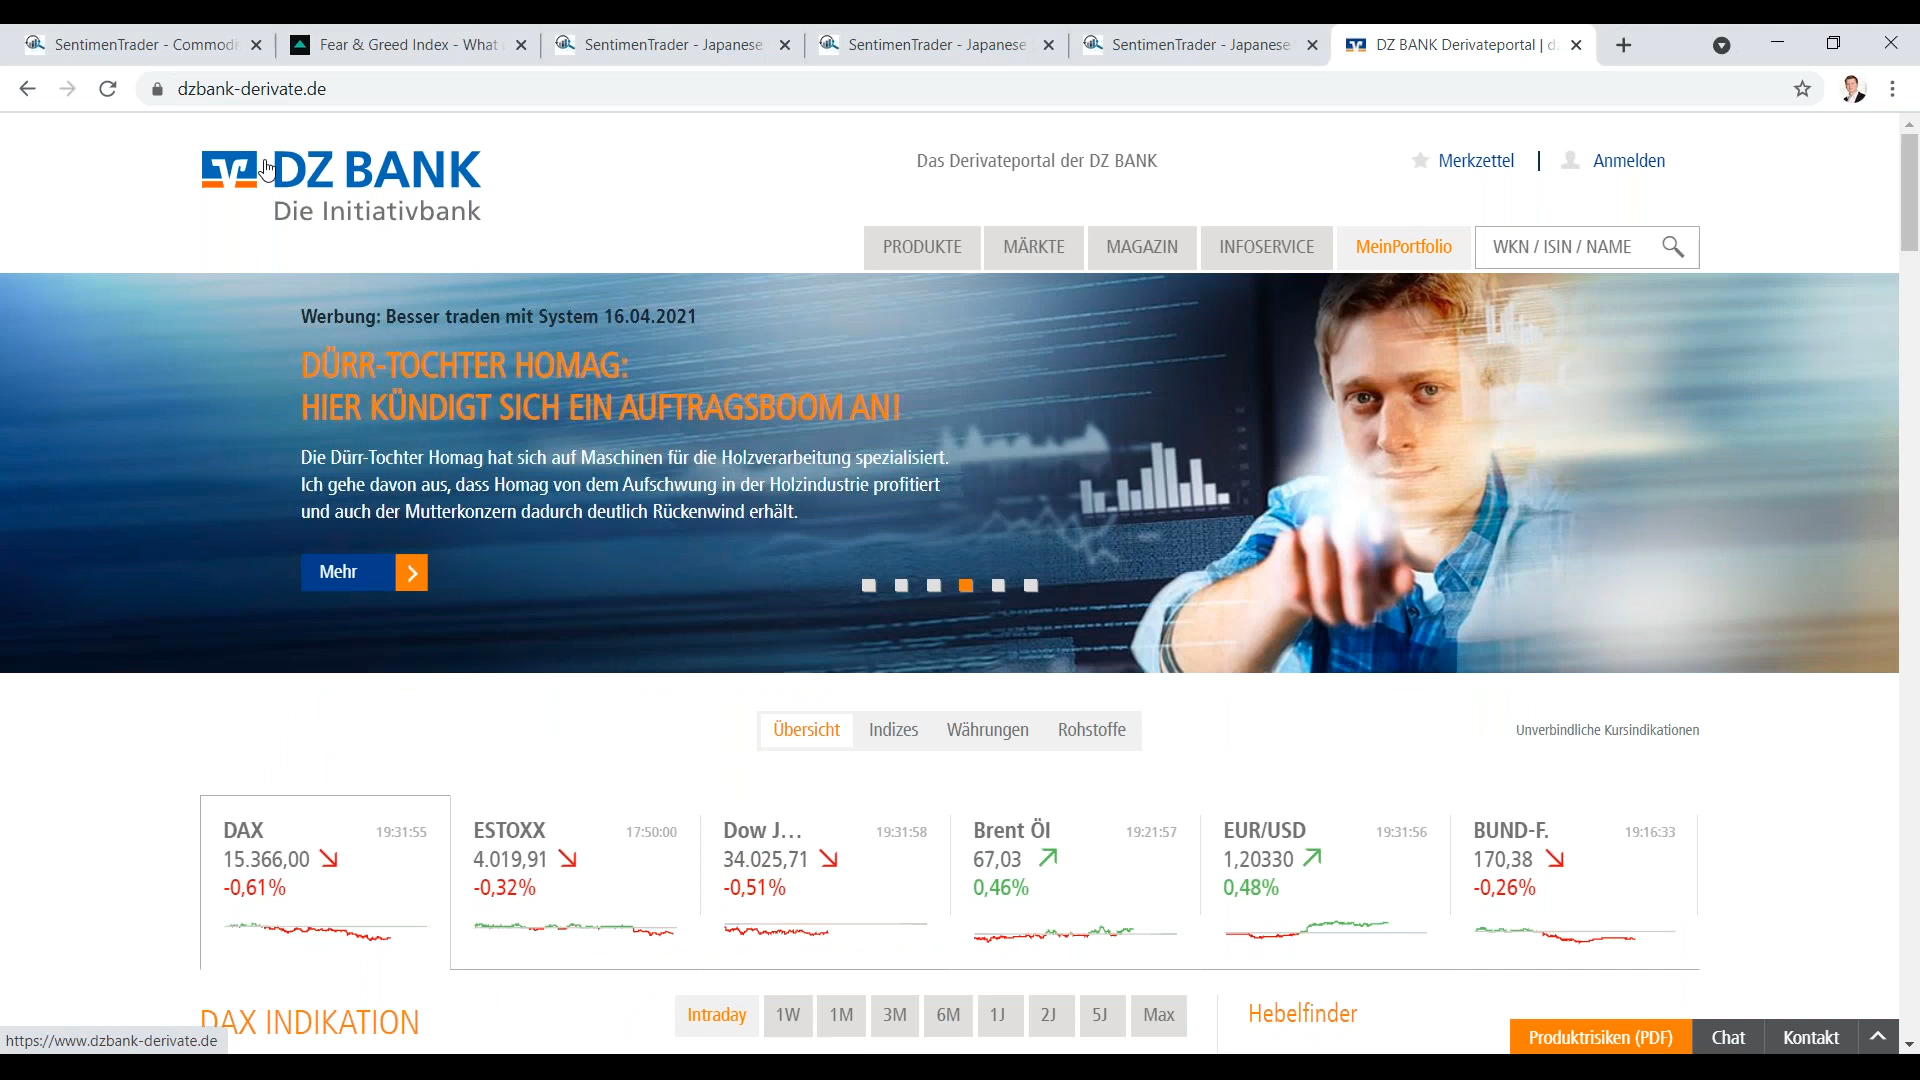 SentimenTrader - Commodi
Fear & Greed Index - What
SentimenTrader - Japanese
SentimenTrader - Japanese
SentimenTrader - Japanese
DZ BANK Derivateportal | d
dzbank-derivate.de
DZ BANK
Die Initiativbank
Das Derivateportal der DZ BANK
Merkzettel
Anmelden
PRODUKTE
MÄRKTE
MAGAZIN
INFOSERVICE
MeinPortfolio
WKN / ISIN / NAME
Werbung: Besser traden mit System 16.04.2021
DÜRR-TOCHTER HOMAG:
HIER KÜNDIGT SICH EIN AUFTRAGSBOOM AN!
Die Dürr-Tochter Homag hat sich auf Maschinen für die Holzverarbeitung spezialisiert.
Ich gehe davon aus, dass Homag von dem Aufschwung in der Holzindustrie profitiert
und auch der Mutterkonzern dadurch deutlich Rückenwind erhält.
Mehr
Übersicht
Indizes
Währungen
Rohstoffe
Unverbindliche Kursindikationen
DAX 19:31:55
15.366,00
-0,61%
ESTOXX 17:50:00
4.019,91
-0,32%
Dow J... 19:31:58
34.025,71
-0,51%
Brent Öl 19:21:57
67,03
0,46%
EUR/USD 19:31:56
1,20330
0,48%
BUND-F. 19:16:33
170,38
-0,26%
DAX INDIKATION
Intraday
1W
1M
3M
6M
1J
2J
5J
Max
Hebelfinder
Produktrisiken (PDF)
Chat
Kontakt
https://www.dzbank-derivate.de